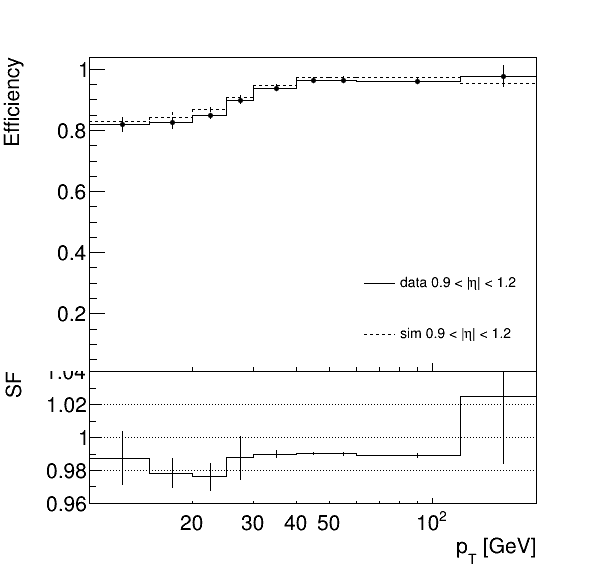 Efficiency
1
0.8
0.6
0.4
0.2
data 0.9 < |η| < 1.2
sim 0.9 < |η| < 1.2
SF
1.04
1.02
1
0.98
0.96
20 30 40 50 10²
p_T [GeV]